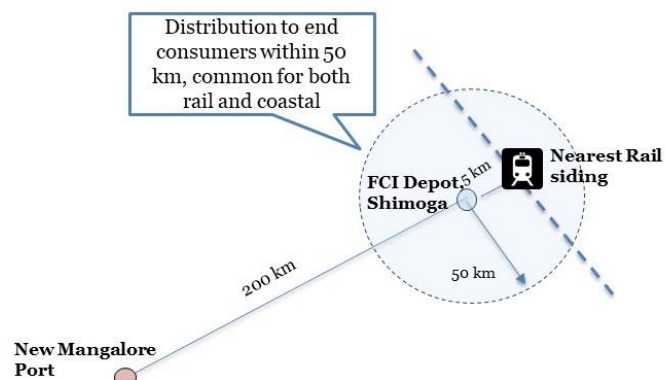 Distribution to end
consumers within 50
km, common for both
rail and coastal
Nearest Rail
siding
5 km
FCI Depot,
Shimoga
50 km
200 km
New Mangalore
Port